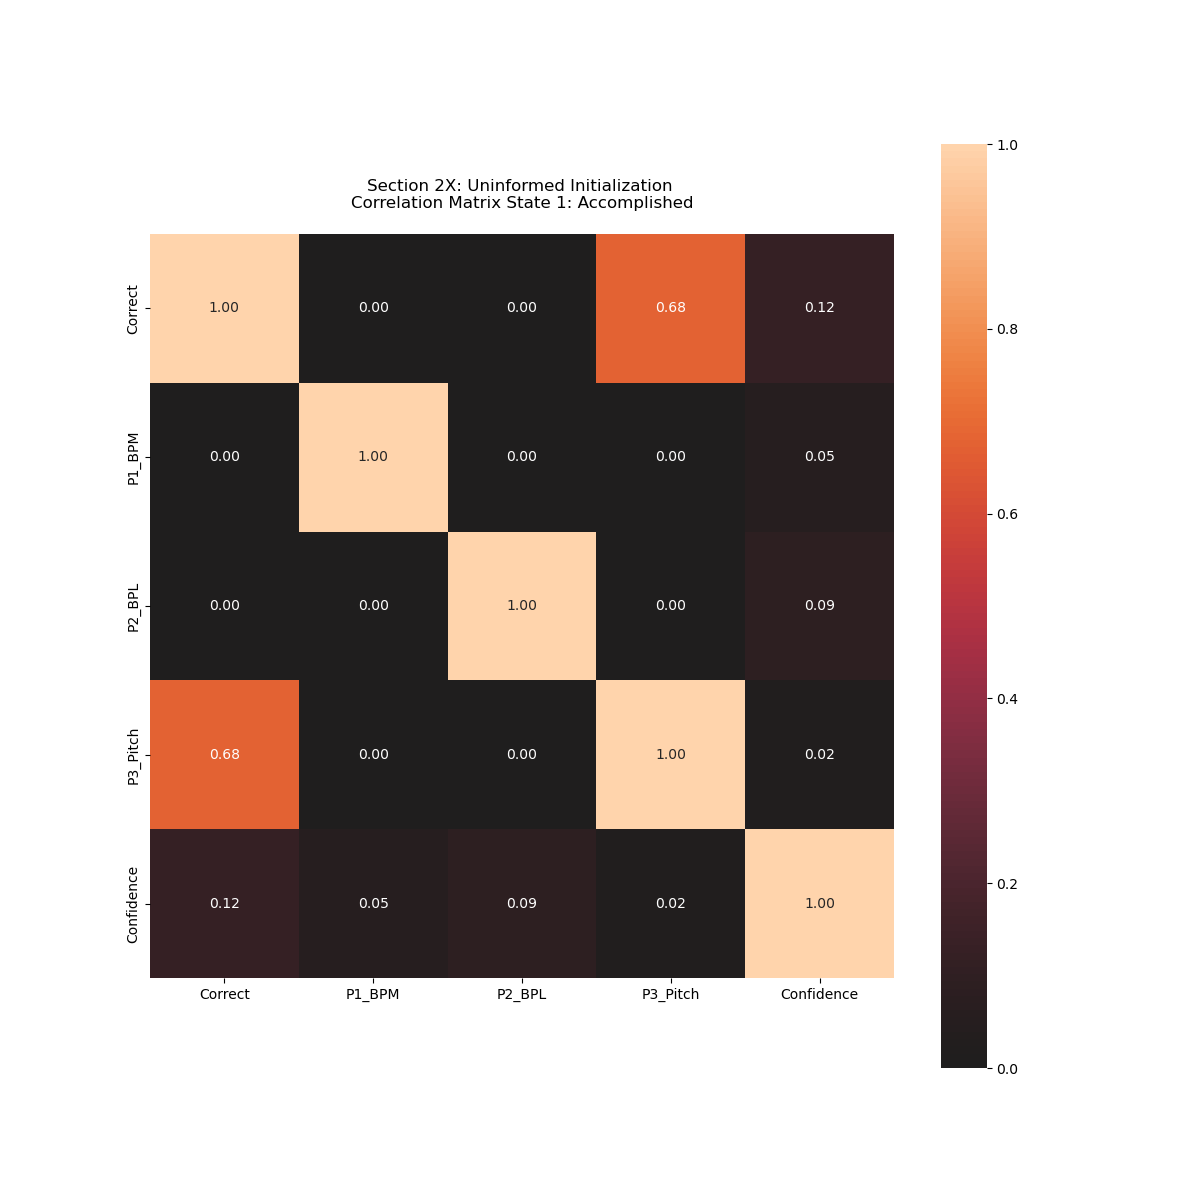 Section 2X: Uninformed Initialization
Correlation Matrix State 1: Accomplished
Correct 1.00 0.00 0.00 0.68 0.12
P1_BPM 0.00 1.00 0.00 0.00 0.05
P2_BPL 0.00 0.00 1.00 0.00 0.09
P3_Pitch 0.68 0.00 0.00 1.00 0.02
Confidence 0.12 0.05 0.09 0.02 1.00
Correct P1_BPM P2_BPL P3_Pitch Confidence
1.0
0.8
0.6
0.4
0.2
0.0